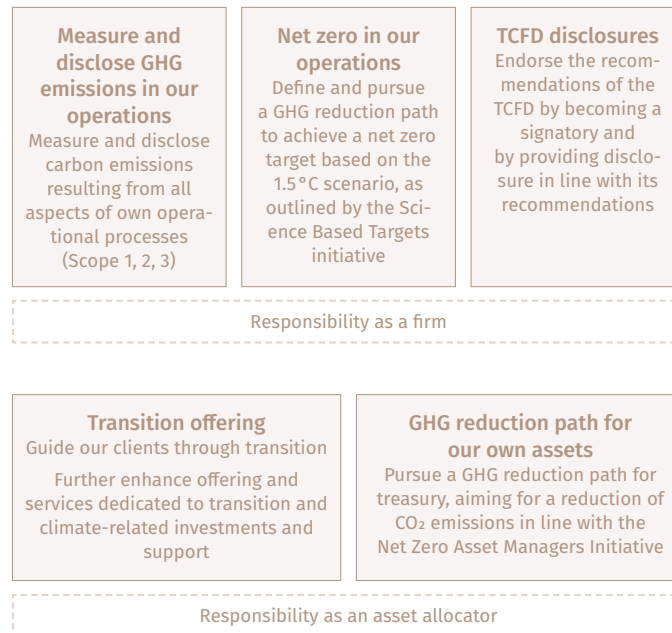 Measure and
disclose GHG
emissions in our
operations
Measure and disclose
carbon emissions
resulting from all
aspects of own opera-
tional processes
(Scope 1, 2, 3)
Net zero in our
operations
Define and pursue
a GHG reduction path
to achieve a net zero
target based on the
1.5°C scenario, as
outlined by the Sci-
ence Based Targets
initiative
TCFD disclosures
Endorse the recom-
mendations of the
TCFD by becoming a
signatory and
by providing disclo-
sure in line with its
recommendations
Responsibility as a firm
Transition offering
Guide our clients through transition
Further enhance offering and
services dedicated to transition and
climate-related investments and
support
GHG reduction path for
our own assets
Pursue a GHG reduction path for
treasury, aiming for a reduction of
CO₂ emissions in line with the
Net Zero Asset Managers Initiative
Responsibility as an asset allocator